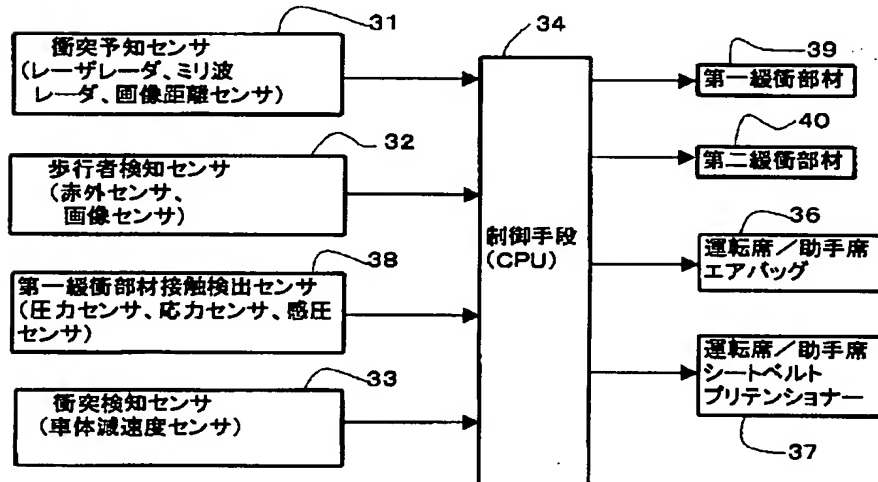 31
衝突予知センサ
(レーザレーダ、ミリ波
レーダ、画像距離センサ)
32
歩行者検知センサ
(赤外センサ、
画像センサ)
38
第一緩衝部材接触検出センサ
(圧力センサ、応力センサ、感圧
センサ)
33
衝突検知センサ
(車体減速度センサ)
34
制御手段
(CPU)
39
第一緩衝部材
40
第二緩衝部材
36
運転席/助手席
エアバッグ
運転席/助手席
シートベルト
プリテンショナー
37